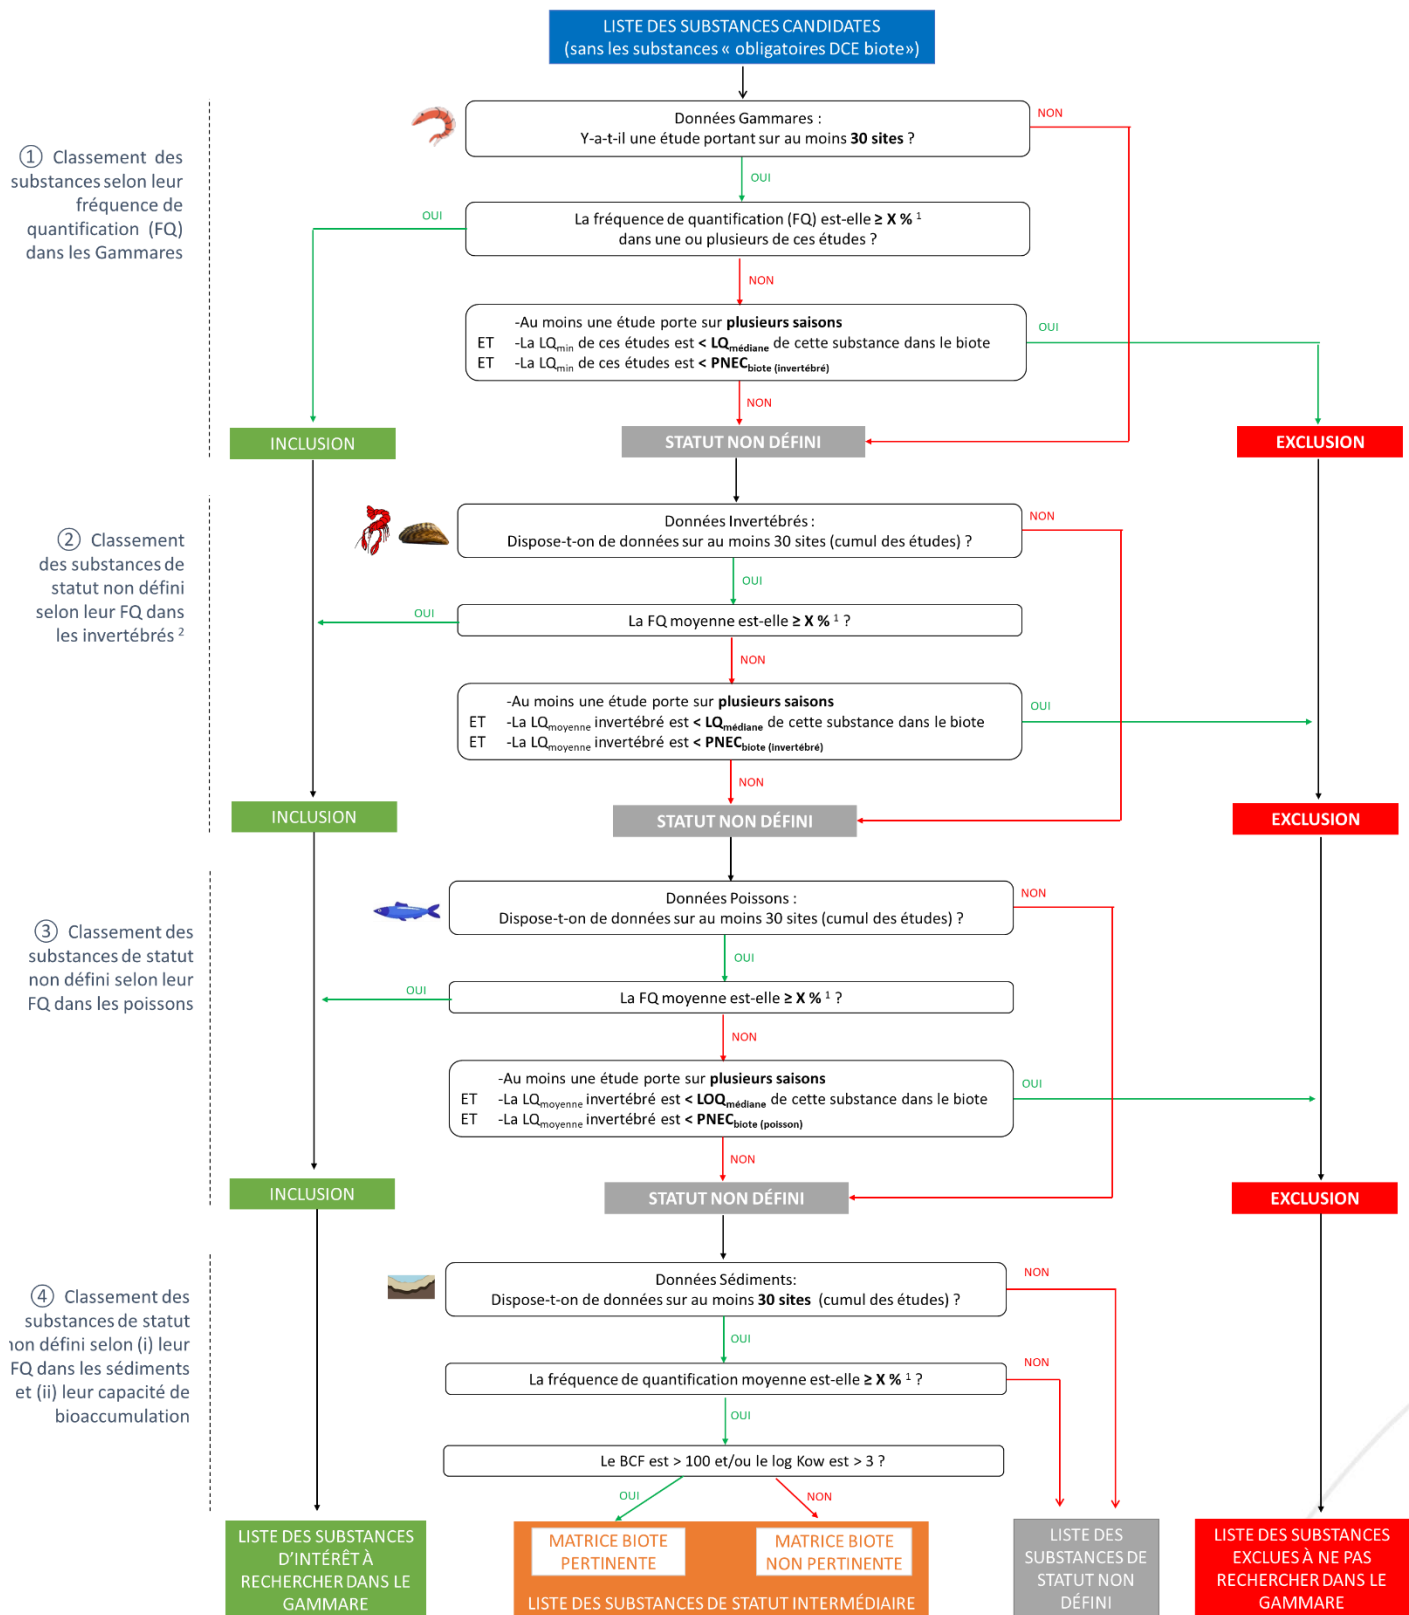 LISTE DES SUBSTANCES CANDIDATES
(sans les substances « obligatoires DCE biote»)
① Classement des
substances selon leur
fréquence de
quantification (FQ)
dans les Gammares
Données Gammares :
Y-a-t-il une étude portant sur au moins 30 sites ?
NON
OUI
La fréquence de quantification (FQ) est-elle ≥ X % ¹
dans une ou plusieurs de ces études ?
OUI
NON
-Au moins une étude porte sur plusieurs saisons
ET -La LQmin de ces études est < LQmédiane de cette substance dans le biote
ET -La LQmin de ces études est < PNECbiote (invertébré)
OUI
NON
INCLUSION
STATUT NON DÉFINI
EXCLUSION
② Classement
des substances de
statut non défini
selon leur FQ dans
les invertébrés ²
Données Invertébrés :
Dispose-t-on de données sur au moins 30 sites (cumul des études) ?
NON
OUI
La FQ moyenne est-elle ≥ X % ¹ ?
OUI
NON
-Au moins une étude porte sur plusieurs saisons
ET -La LQmoyenne invertébré est < LQmédiane de cette substance dans le biote
ET -La LQmoyenne invertébré est < PNECbiote (invertébré)
OUI
NON
INCLUSION
STATUT NON DÉFINI
EXCLUSION
③ Classement des
substances de statut
non défini selon leur
FQ dans les poissons
Données Poissons :
Dispose-t-on de données sur au moins 30 sites (cumul des études) ?
NON
OUI
La FQ moyenne est-elle ≥ X % ¹ ?
OUI
NON
-Au moins une étude porte sur plusieurs saisons
ET -La LQmoyenne invertébré est < LOQmédiane de cette substance dans le biote
ET -La LQmoyenne invertébré est < PNECbiote (poisson)
OUI
NON
INCLUSION
STATUT NON DÉFINI
EXCLUSION
④ Classement des
substances de statut
non défini selon (i) leur
FQ dans les sédiments
et (ii) leur capacité de
bioaccumulation
Données Sédiments:
Dispose-t-on de données sur au moins 30 sites (cumul des études) ?
NON
OUI
La fréquence de quantification moyenne est-elle ≥ X % ¹ ?
NON
OUI
Le BCF est > 100 et/ou le log Kow est > 3 ?
OUI
NON
LISTE DES SUBSTANCES
D'INTÉRÊT À
RECHERCHER DANS LE
GAMMARE
MATRICE BIOTE
PERTINENTE
MATRICE BIOTE
NON PERTINENTE
LISTE DES SUBSTANCES DE STATUT INTERMÉDIAIRE
LISTE DES
SUBSTANCES DE
STATUT NON
DÉFINI
LISTE DES SUBSTANCES
EXCLUES À NE PAS
RECHERCHER DANS LE
GAMMARE